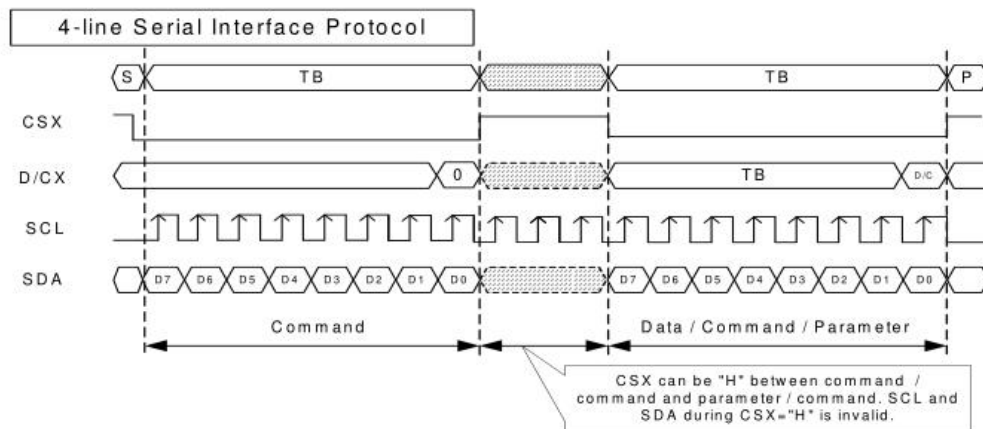 4-line Serial Interface Protocol
S TB TB P
CSX
D/CX 0 TB D/C
SCL
SDA D7 D6 D5 D4 D3 D2 D1 D0 D7 D6 D5 D4 D3 D2 D1 D0
Command Data / Command / Parameter
CSX can be "H" between command /
command and parameter / command. SCL and
SDA during CSX="H" is invalid.